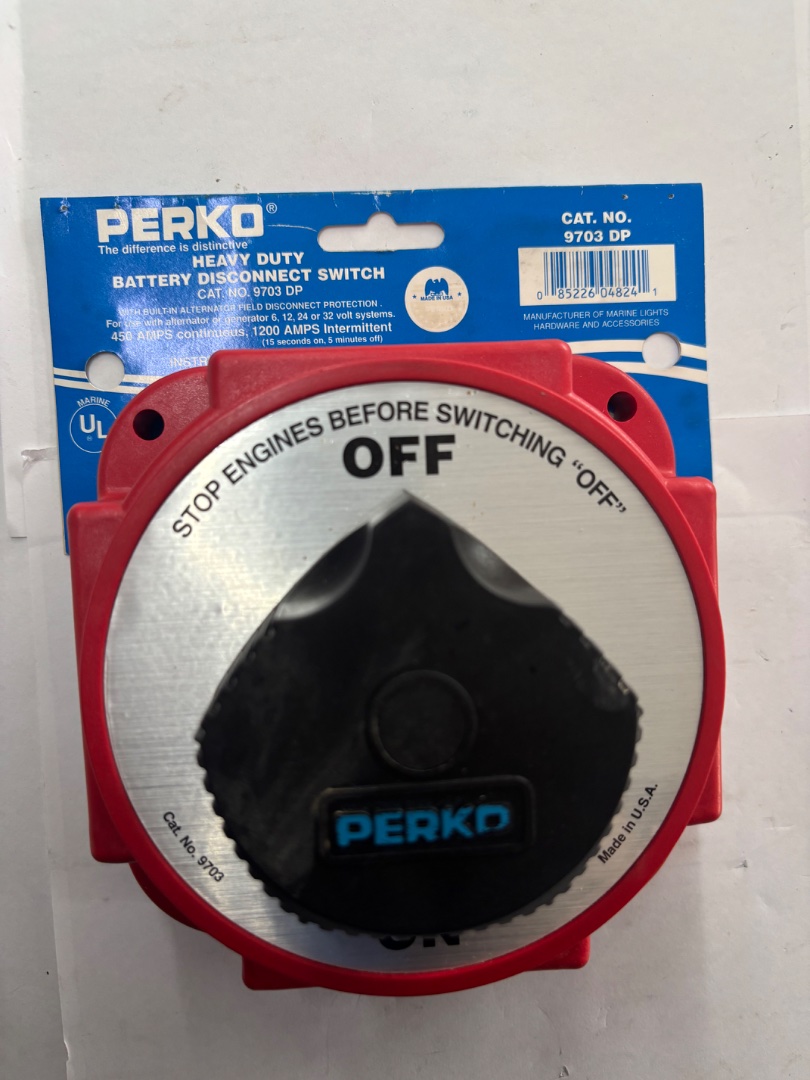 PERKO®
The difference is distinctive
HEAVY DUTY
BATTERY DISCONNECT SWITCH
CAT. NO. 9703 DP
WITH BUILT-IN ALTERNATOR FIELD DISCONNECT PROTECTION.
For use with alternator or generator 6, 12, 24 or 32 volt systems.
450 AMPS continuous, 1200 AMPS Intermittent
(15 seconds on, 5 minutes off)
MADE IN USA
CAT. NO.
9703 DP
0 85226 04824 1
MANUFACTURER OF MARINE LIGHTS
HARDWARE AND ACCESSORIES
INSTR
MARINE
UL
®
STOP ENGINES BEFORE SWITCHING “OFF”
OFF
PERKO
Cat. No. 9703
Made in U.S.A.
ON